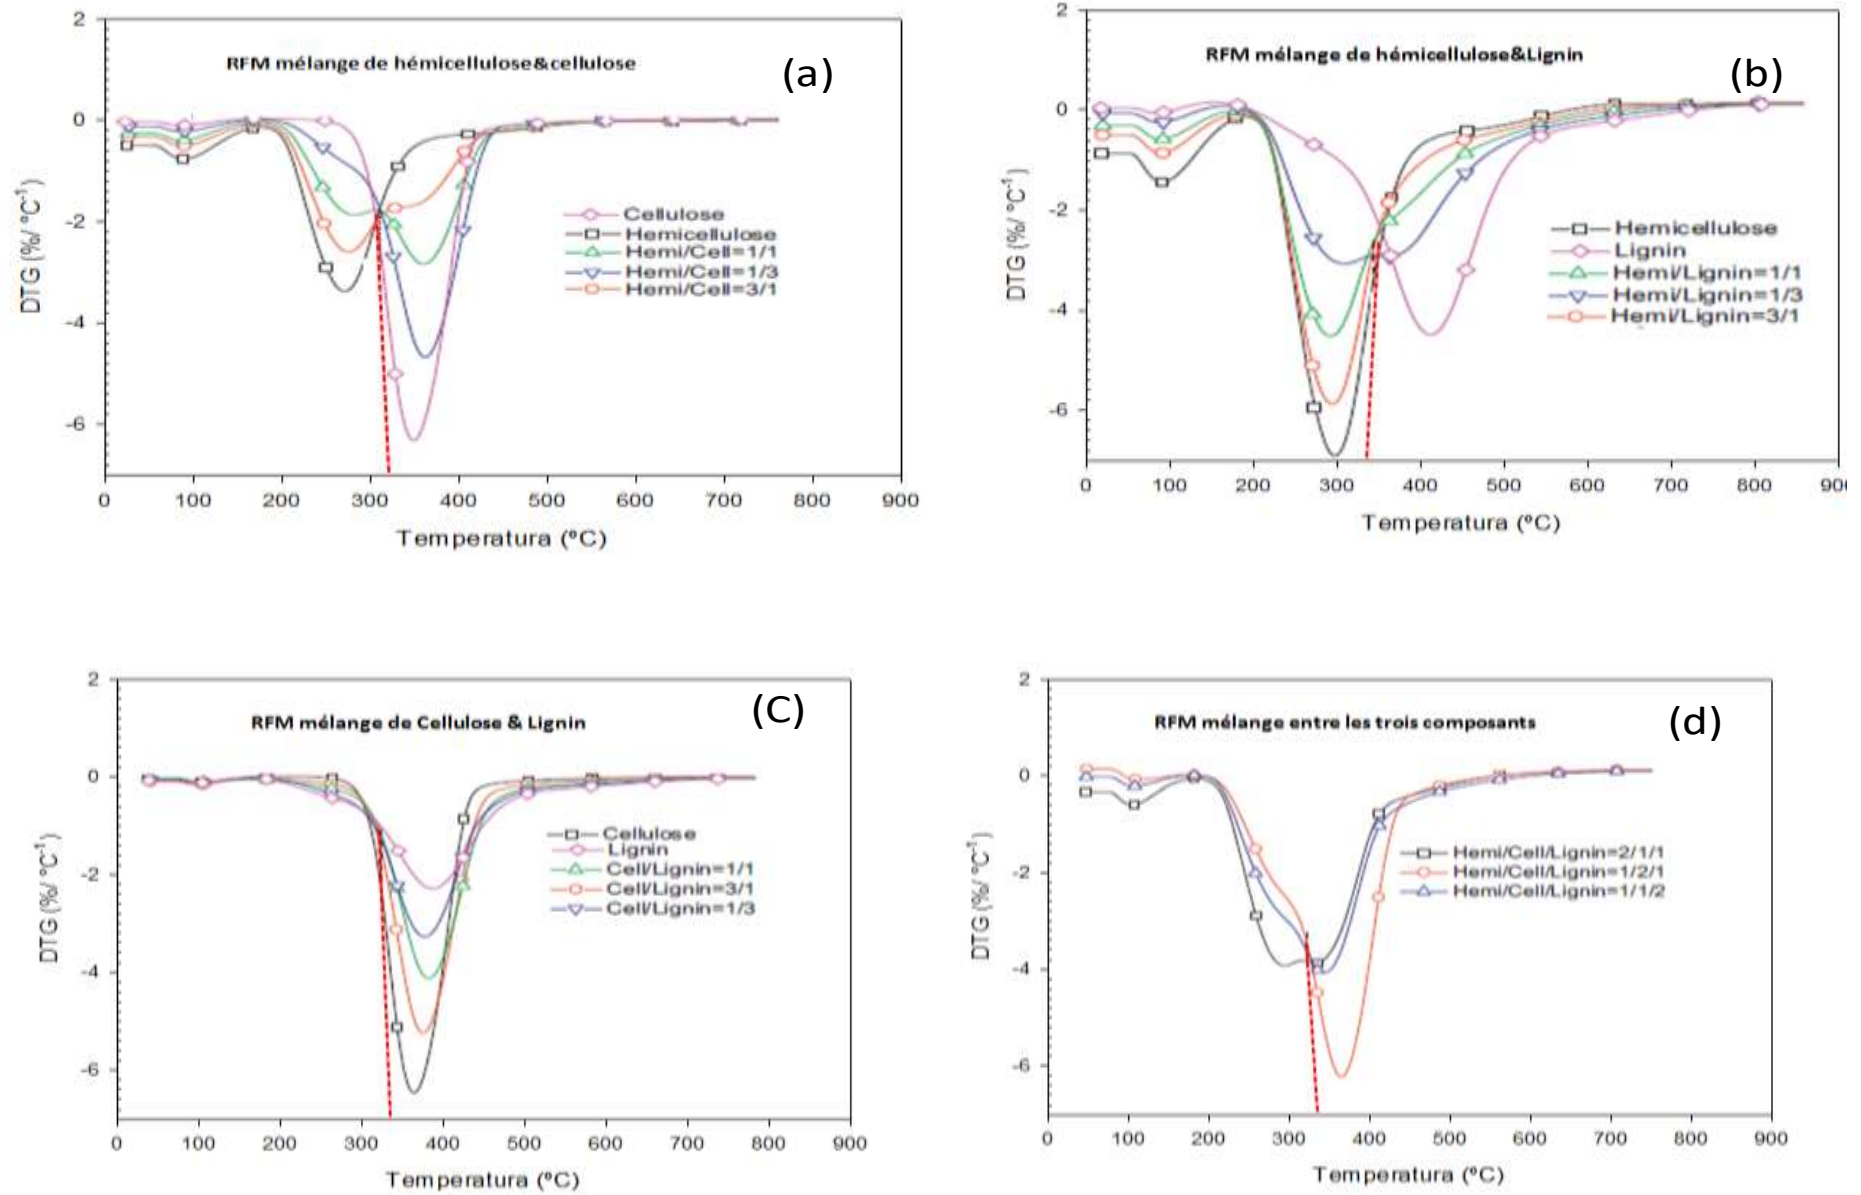 RFM mélange de hémicellulose&cellulose
(a)
2
0
-2
-4
-6
DTG (%/ °C⁻¹)
Cellulose
Hemicellulose
Hemi/Cell=1/1
Hemi/Cell=1/3
Hemi/Cell=3/1
0 100 200 300 400 500 600 700 800 900
Temperatura (ºC)
RFM mélange de hémicellulose&Lignin
(b)
2
0
-2
-4
-6
DTG (%/ °C⁻¹)
Hemicellulose
Lignin
Hemi/Lignin=1/1
Hemi/Lignin=1/3
Hemi/Lignin=3/1
0 100 200 300 400 500 600 700 800 900
Temperatura (ºC)
RFM mélange de Cellulose & Lignin
(C)
2
0
-2
-4
-6
DTG (%/ °C⁻¹)
Cellulose
Lignin
Cell/Lignin=1/1
Cell/Lignin=3/1
Cell/Lignin=1/3
0 100 200 300 400 500 600 700 800 900
Temperatura (ºC)
RFM mélange entre les trois composants
(d)
2
0
-2
-4
-6
DTG (%/ °C⁻¹)
Hemi/Cell/Lignin=2/1/1
Hemi/Cell/Lignin=1/2/1
Hemi/Cell/Lignin=1/1/2
0 100 200 300 400 500 600 700 800 900
Temperatura (ºC)